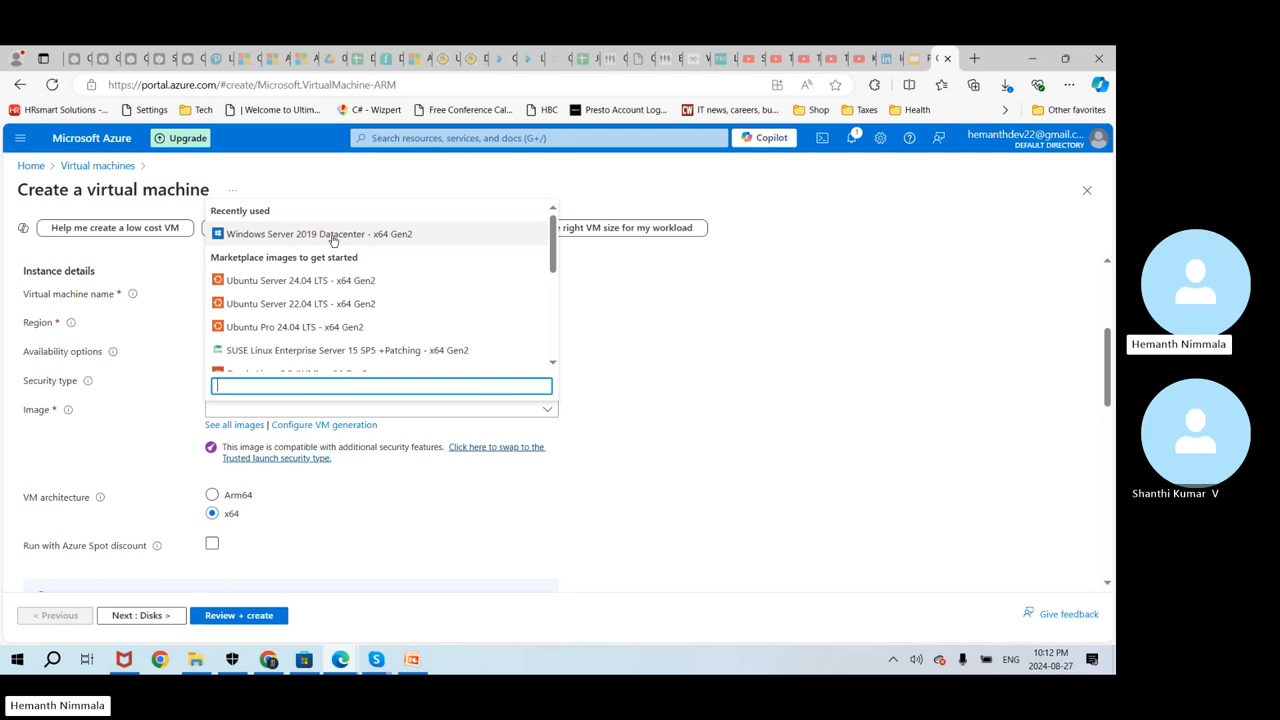 https://portal.azure.com/#create/Microsoft.VirtualMachine-ARM
HRsmart Solutions -...
Settings
Tech
| Welcome to Ultim...
C# - Wizpert
Free Conference Cal...
HBC
Presto Account Log...
IT news, careers, bu...
Shop
Taxes
Health
Other favorites
Microsoft Azure
Upgrade
Search resources, services, and docs (G+/)
Copilot
1
hemanthdev22@gmail.c...
DEFAULT DIRECTORY
Home > Virtual machines >
Create a virtual machine ...
Help me create a low cost VM
right VM size for my workload
Recently used
Windows Server 2019 Datacenter - x64 Gen2
Marketplace images to get started
Ubuntu Server 24.04 LTS - x64 Gen2
Ubuntu Server 22.04 LTS - x64 Gen2
Ubuntu Pro 24.04 LTS - x64 Gen2
SUSE Linux Enterprise Server 15 SP5 +Patching - x64 Gen2
Instance details
Virtual machine name *
Region *
Availability options
Security type
Image *
See all images | Configure VM generation
This image is compatible with additional security features. Click here to swap to the
Trusted launch security type.
VM architecture
Arm64
x64
Run with Azure Spot discount
< Previous
Next : Disks >
Review + create
Give feedback
ENG
10:12 PM
2024-08-27
Hemanth Nimmala
Shanthi Kumar V
Hemanth Nimmala